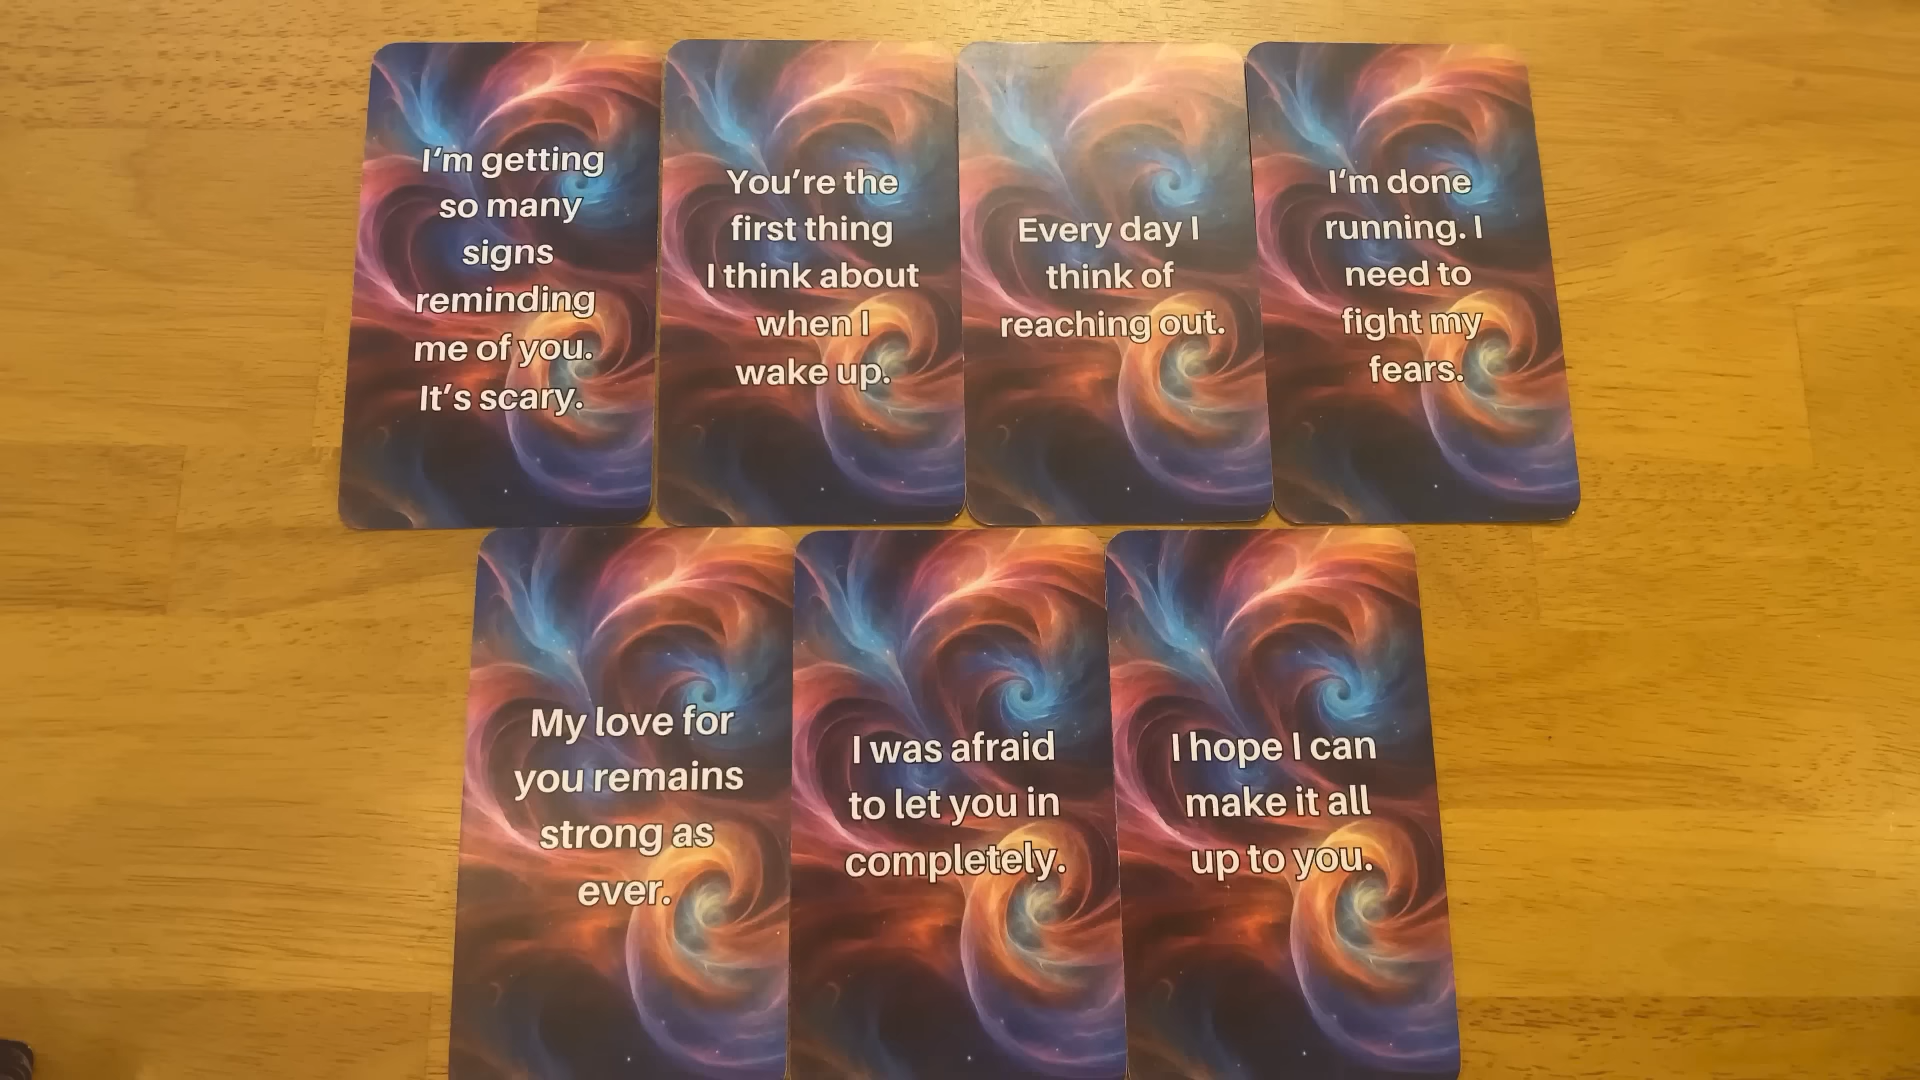 I'm getting
so many
signs
reminding
me of you.
It's scary.
You're the
first thing
I think about
when I
wake up.
Every day I
think of
reaching out.
I'm done
running. I
need to
fight my
fears.
My love for
you remains
strong as
ever.
I was afraid
to let you in
completely.
I hope I can
make it all
up to you.